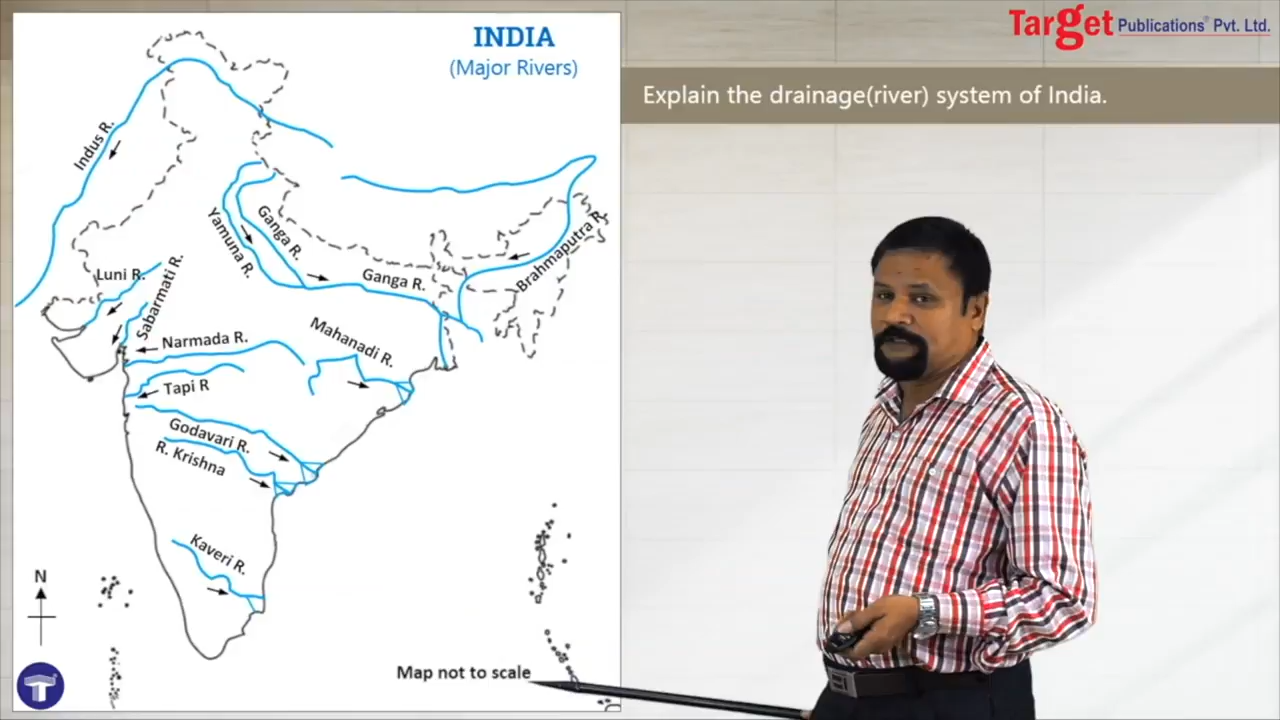 INDIA
(Major Rivers)
Target Publications® Pvt. Ltd.
Explain the drainage(river) system of India.
Indus R.
Yamuna R.
Ganga R.
Ganga R.
Brahmaputra R.
Luni R.
Sabarmati R.
Narmada R.
Mahanadi R.
Tapi R
Godavari R.
R. Krishna
Kaveri R.
N
Map not to scale
T